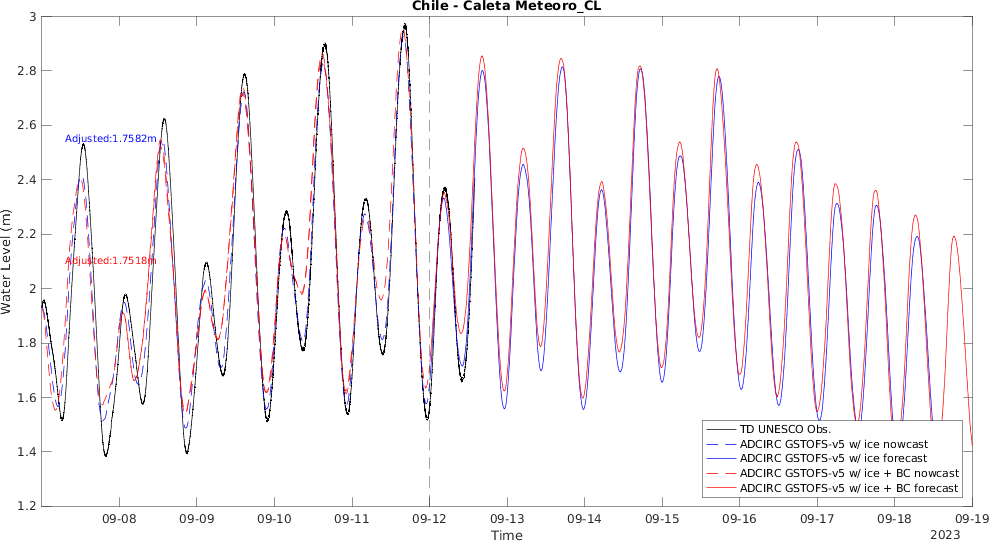 Chile - Caleta Meteoro_CL
3
2.8
2.6
2.4
2.2
2
1.8
1.6
1.4
1.2
Water Level (m)
Adjusted:1.7582m
Adjusted:1.7518m
TD UNESCO Obs.
ADCIRC GSTOFS-v5 w/ ice nowcast
ADCIRC GSTOFS-v5 w/ ice forecast
ADCIRC GSTOFS-v5 w/ ice + BC nowcast
ADCIRC GSTOFS-v5 w/ ice + BC forecast
09-08 09-09 09-10 09-11 09-12 09-13 09-14 09-15 09-16 09-17 09-18 09-19
Time
2023